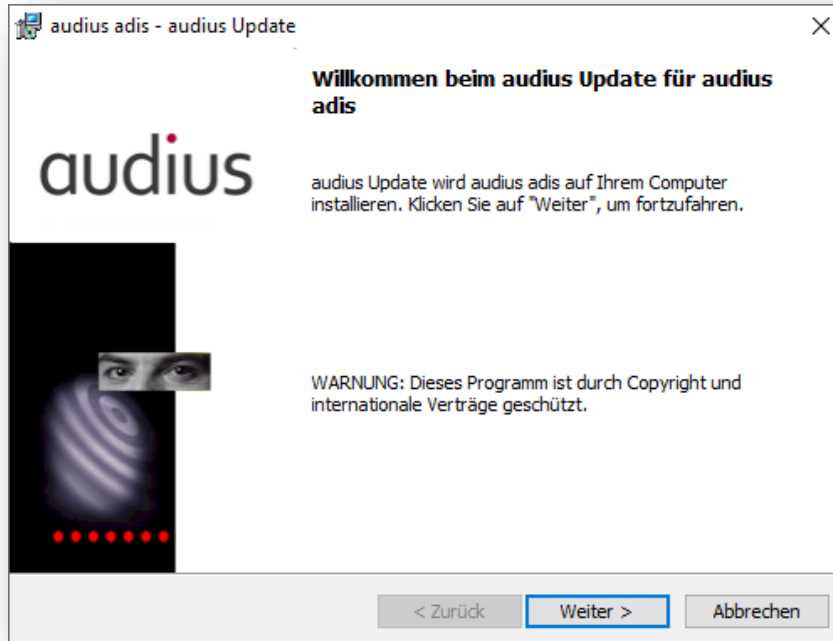 audius adis - audius Update
Willkommen beim audius Update für audius
adis
audius
audius Update wird audius adis auf Ihrem Computer
installieren. Klicken Sie auf "Weiter", um fortzufahren.
WARNUNG: Dieses Programm ist durch Copyright und
internationale Verträge geschützt.
< Zurück
Weiter >
Abbrechen